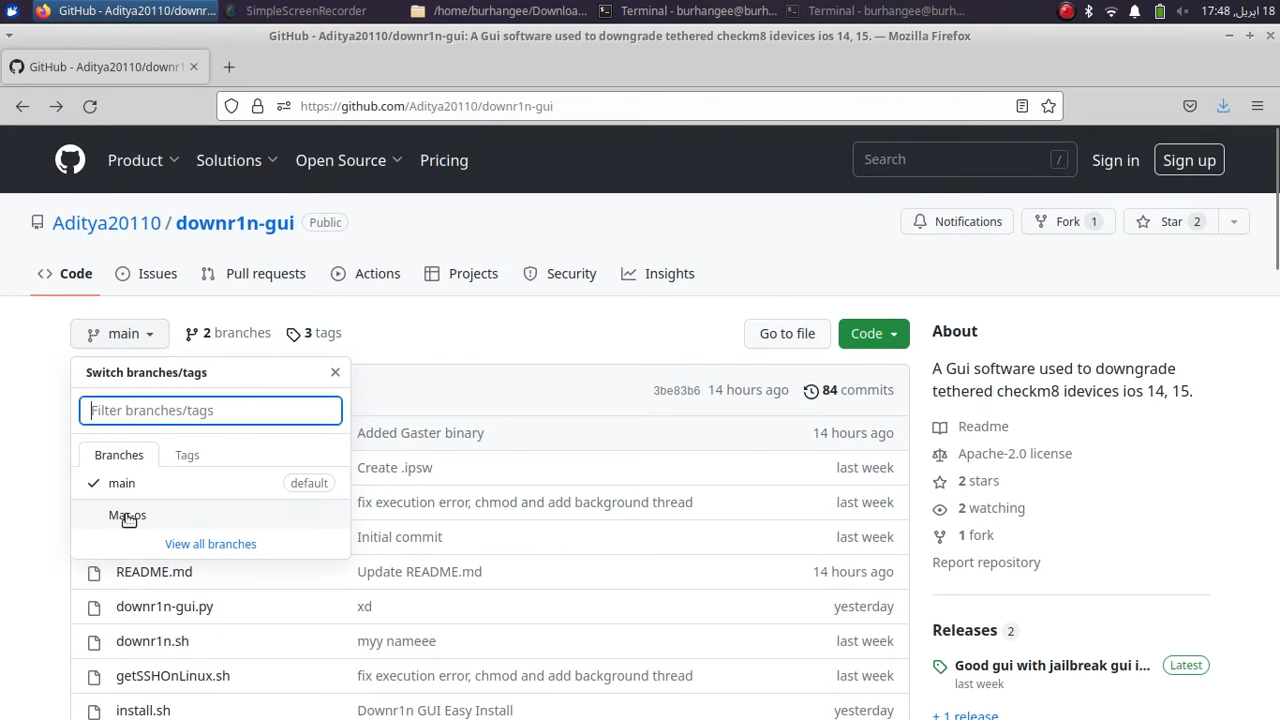 GitHub - Aditya20110/downr...
SimpleScreenRecorder
/home/burhangee/Downloa...
Terminal - burhangee@burh...
Terminal - burhangee@burh...
18 اپریل, 17:48
GitHub - Aditya20110/downr1n-gui: A Gui software used to downgrade tethered checkm8 idevices ios 14, 15. — Mozilla Firefox
GitHub - Aditya20110/downr1
https://github.com/Aditya20110/downr1n-gui
Product Solutions Open Source Pricing
Search /
Sign in
Sign up
Aditya20110 / downr1n-gui Public
Notifications
Fork 1
Star 2
Code Issues Pull requests Actions Projects Security Insights
main 2 branches 3 tags
Go to file
Code
Switch branches/tags
Filter branches/tags
Branches Tags
main default
View all branches
3be83b6 14 hours ago 84 commits
Added Gaster binary 14 hours ago
Create .ipsw last week
fix execution error, chmod and add background thread last week
Initial commit last week
README.md Update README.md 14 hours ago
downr1n-gui.py xd yesterday
downr1n.sh myy nameee last week
getSSHOnLinux.sh fix execution error, chmod and add background thread last week
install.sh Downr1n GUI Easy Install yesterday
About
A Gui software used to downgrade
tethered checkm8 idevices ios 14, 15.
Readme
Apache-2.0 license
2 stars
2 watching
1 fork
Report repository
Releases 2
Good gui with jailbreak gui i... Latest
last week
+ 1 release